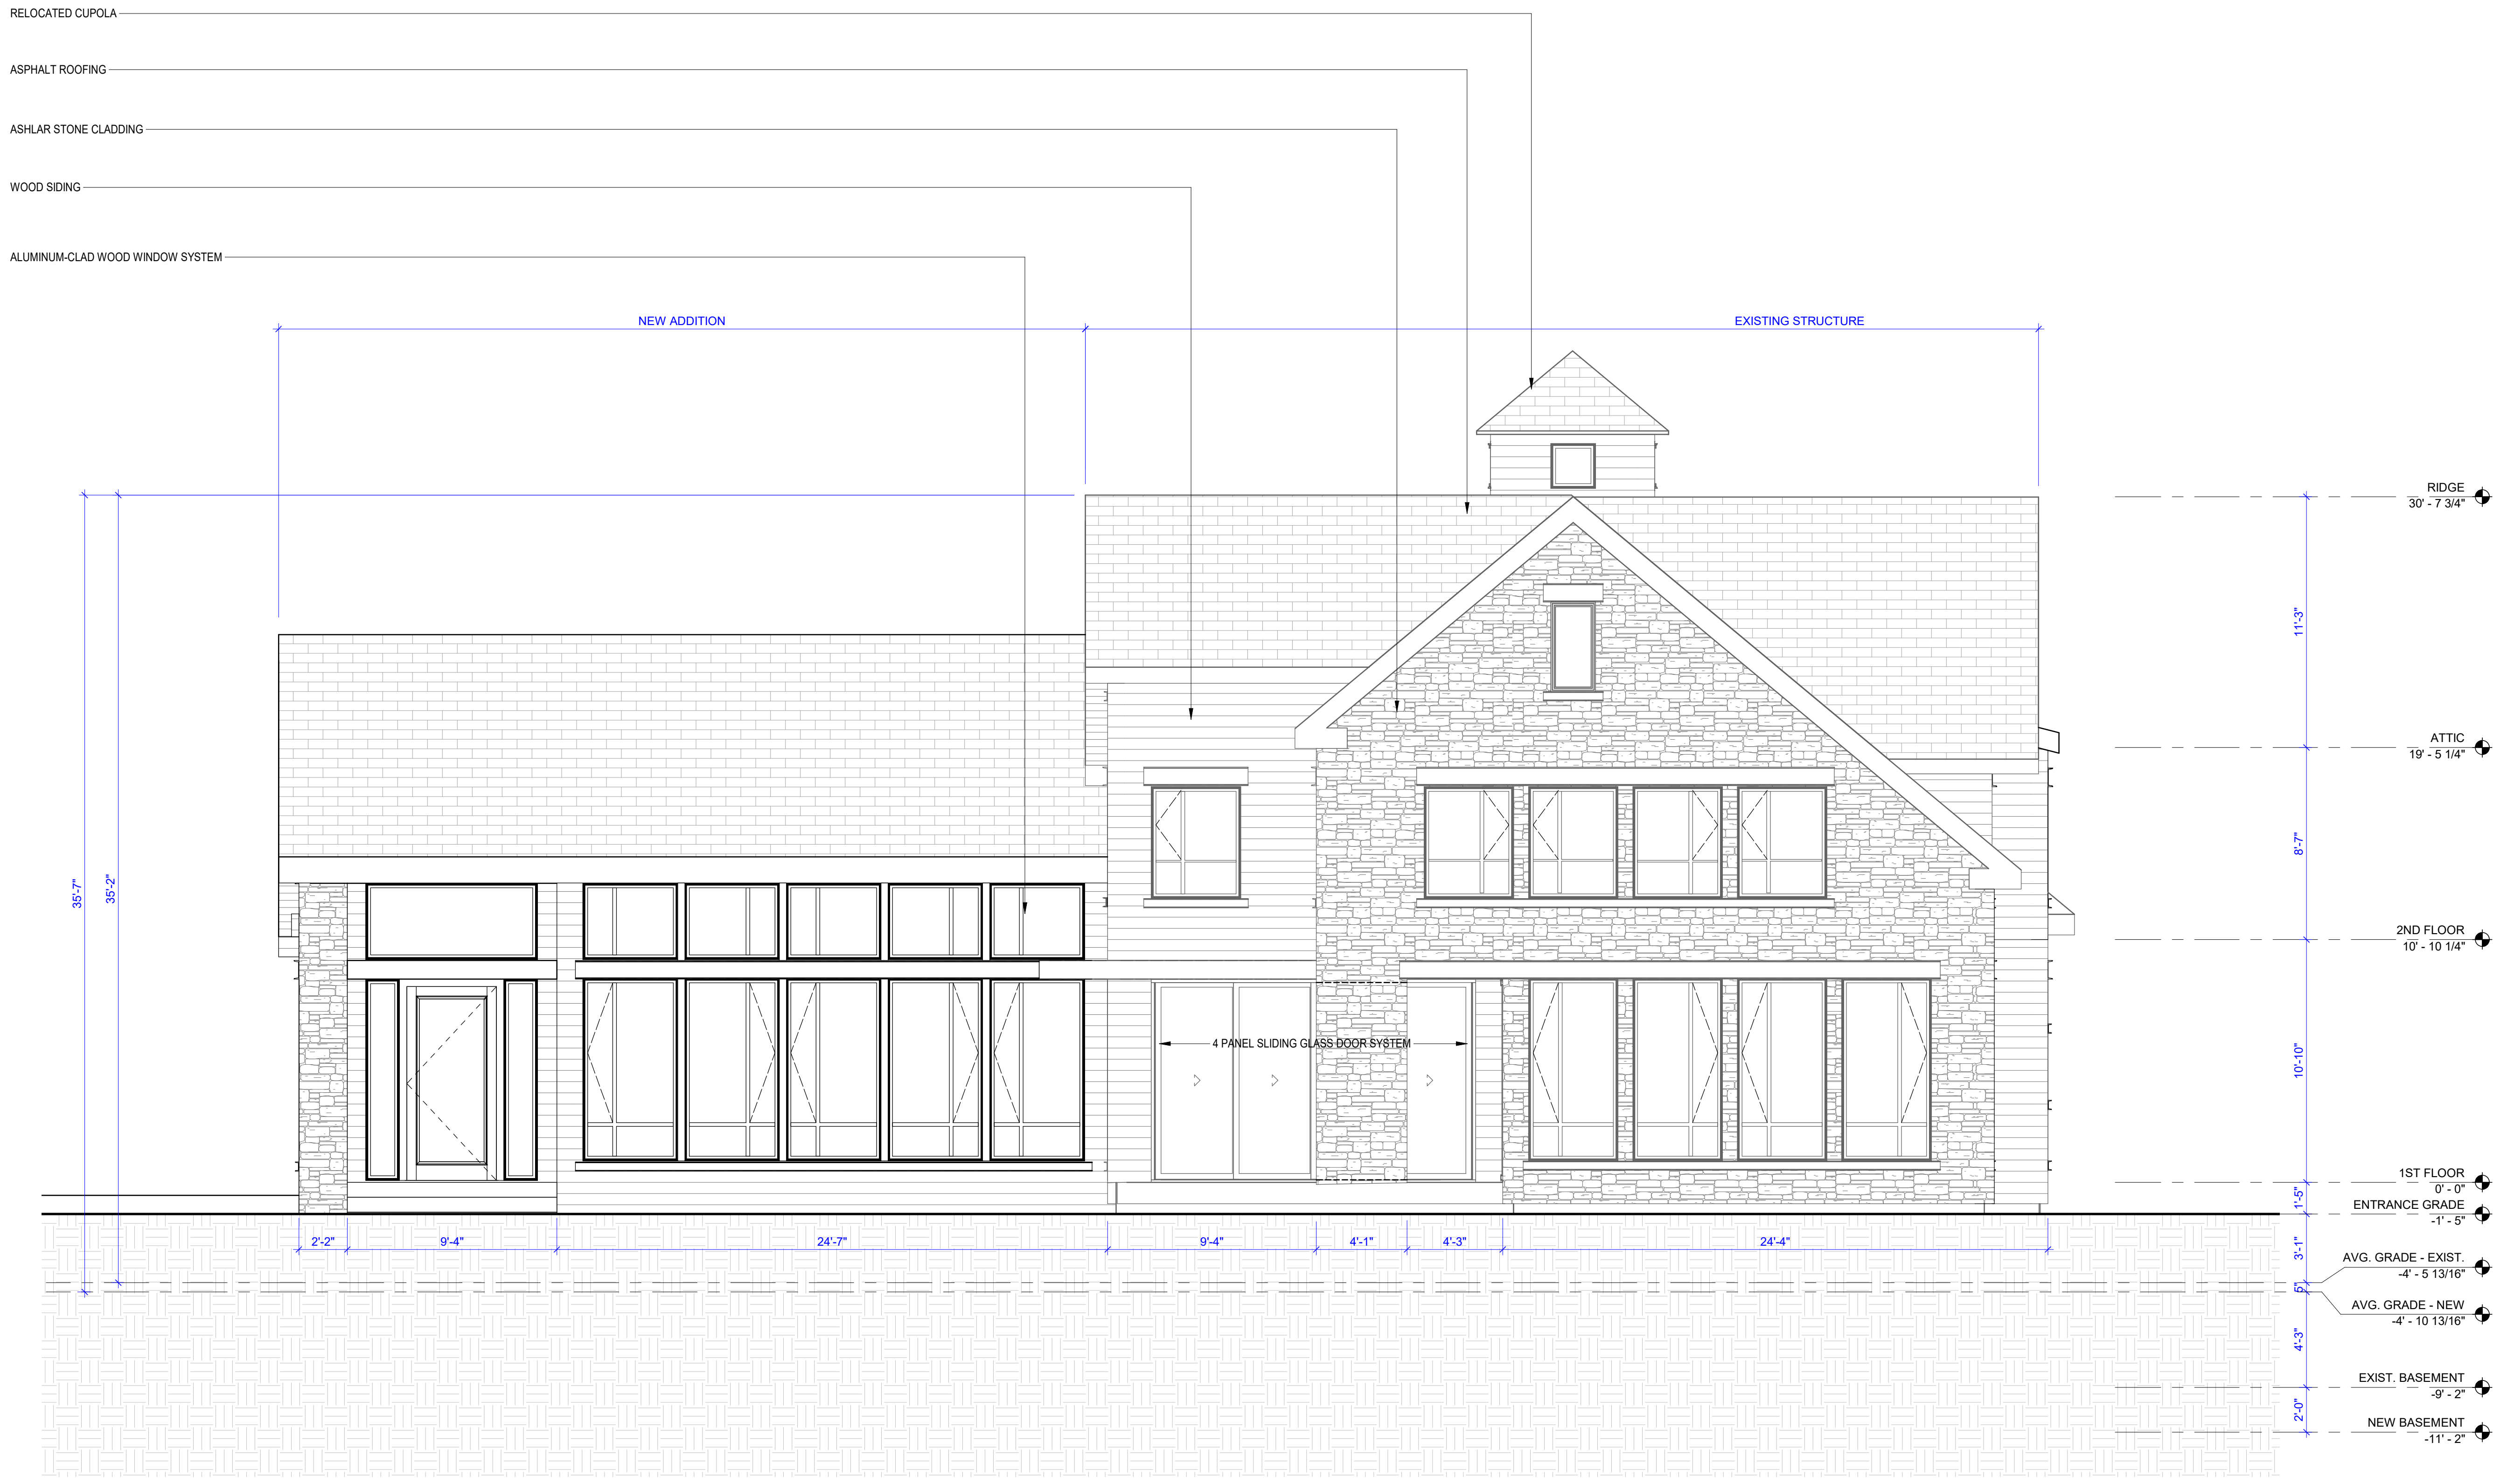 RELOCATED CUPOLA
ASPHALT ROOFING
ASHLAR STONE CLADDING
WOOD SIDING
ALUMINUM-CLAD WOOD WINDOW SYSTEM
NEW ADDITION
EXISTING STRUCTURE
RIDGE
30' - 7 3/4"
11'-3"
ATTIC
19' - 5 1/4"
8'-7"
35'-7"
35'-2"
2ND FLOOR
10' - 10 1/4"
4 PANEL SLIDING GLASS DOOR SYSTEM
10'-10"
1ST FLOOR
0' - 0"
1'-5"
ENTRANCE GRADE
-1' - 5"
2'-2"
9'-4"
24'-7"
9'-4"
4'-1"
4'-3"
24'-4"
3'-1"
AVG. GRADE - EXIST.
-4' - 5 13/16"
5"
AVG. GRADE - NEW
-4' - 10 13/16"
4'-3"
EXIST. BASEMENT
-9' - 2"
2'-0"
NEW BASEMENT
-11' - 2"